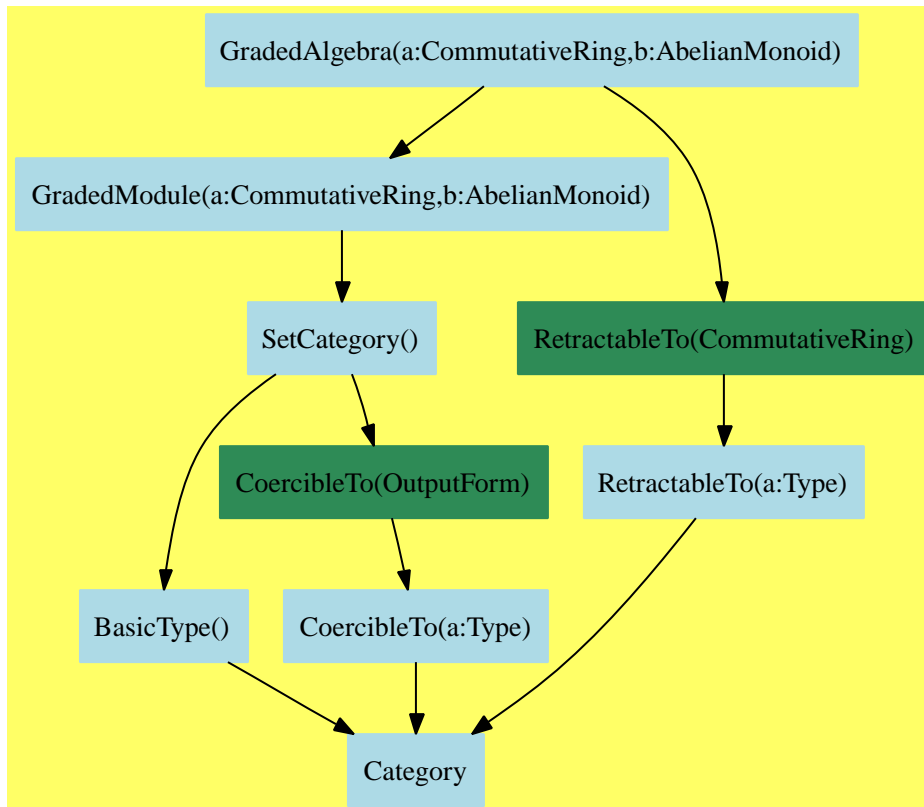 GradedAlgebra(a:CommutativeRing,b:AbelianMonoid)
GradedModule(a:CommutativeRing,b:AbelianMonoid)
SetCategory()
RetractableTo(CommutativeRing)
CoercibleTo(OutputForm)
RetractableTo(a:Type)
BasicType()
CoercibleTo(a:Type)
Category